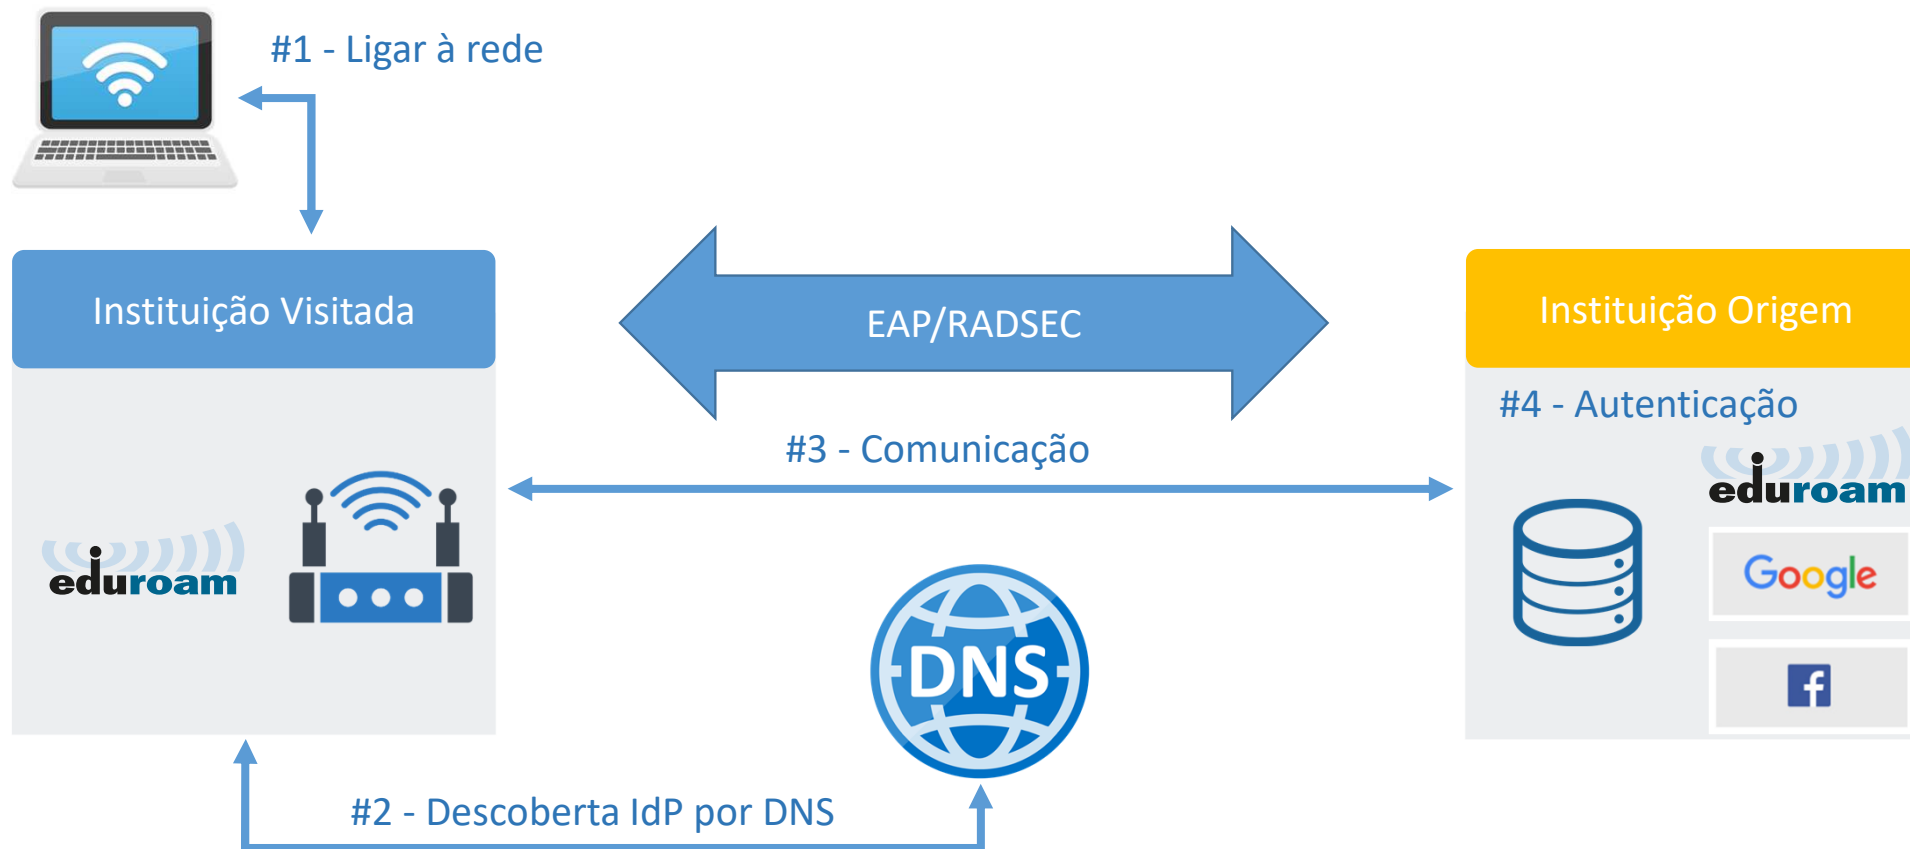 #1 - Ligar à rede
Instituição Visitada
EAP/RADSEC
Instituição Origem
#4 - Autenticação
#3 - Comunicação
eduroam
eduroam
Google
DNS
#2 - Descoberta IdP por DNS